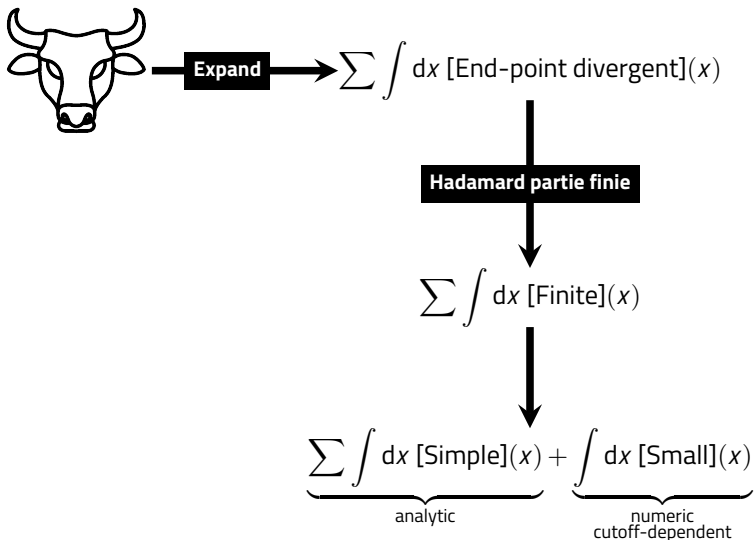 Expand
∑ ∫ dx [End-point divergent](x)
Hadamard partie finie
∑ ∫ dx [Finite](x)
∑ ∫ dx [Simple](x) + ∫ dx [Small](x)
analytic
numeric
cutoff-dependent